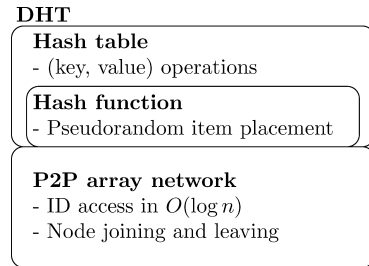 DHT
Hash table
- (key, value) operations
Hash function
- Pseudorandom item placement
P2P array network
- ID access in O(log n)
- Node joining and leaving